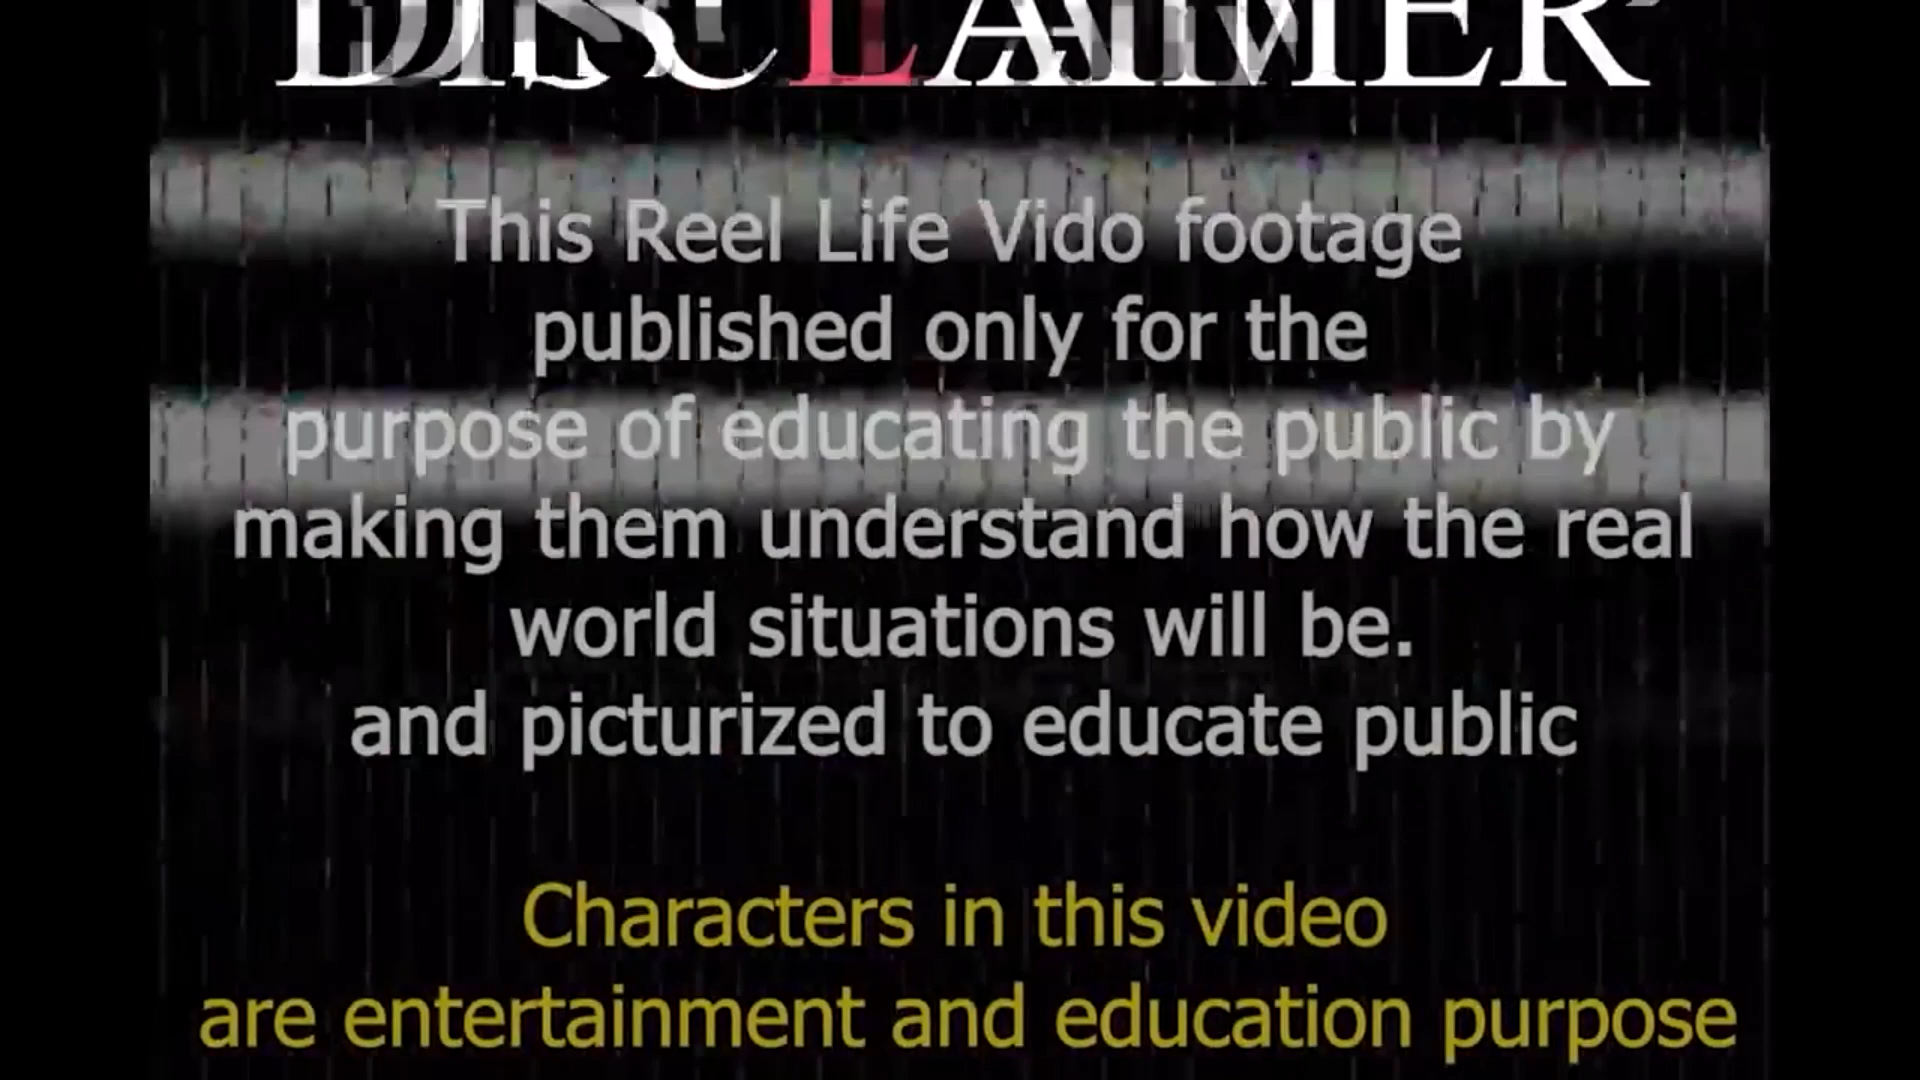 DISCLAIMER
This Reel Life Vido footage
published only for the
purpose of educating the public by
making them understand how the real
world situations will be.
and picturized to educate public
Characters in this video
are entertainment and education purpose